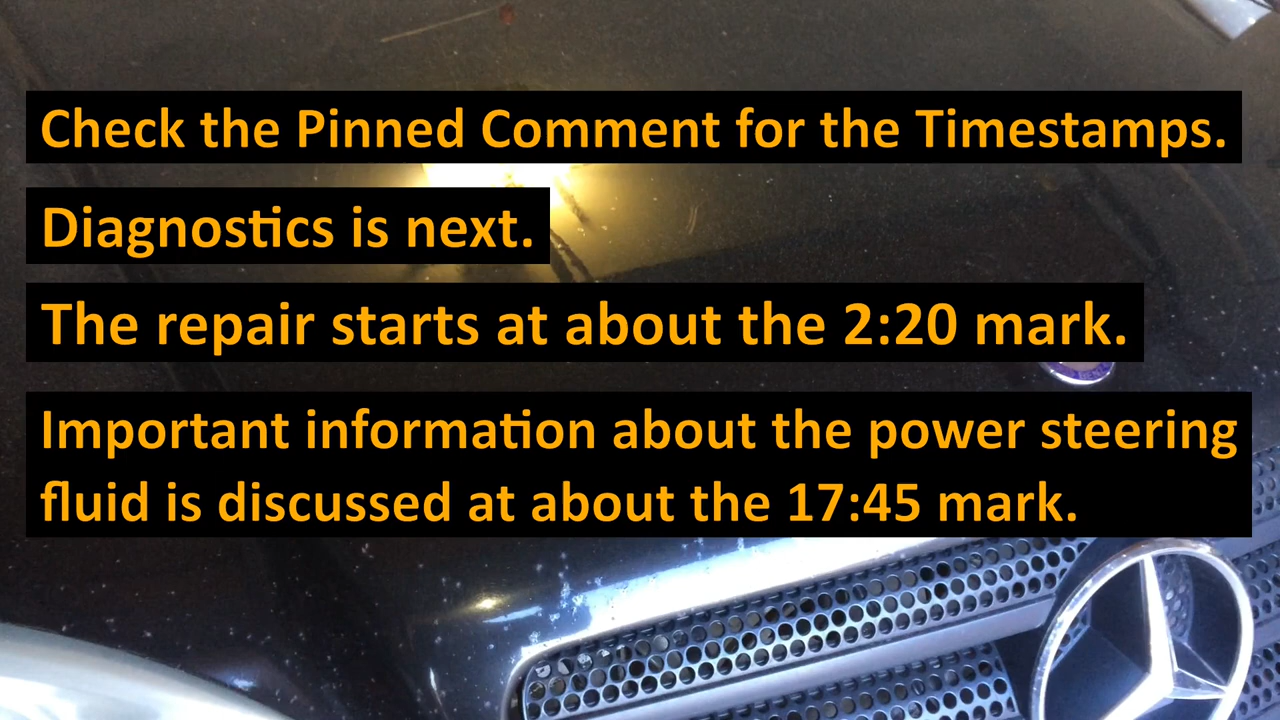 Check the Pinned Comment for the Timestamps.
Diagnostics is next.
The repair starts at about the 2:20 mark.
Important information about the power steering
fluid is discussed at about the 17:45 mark.